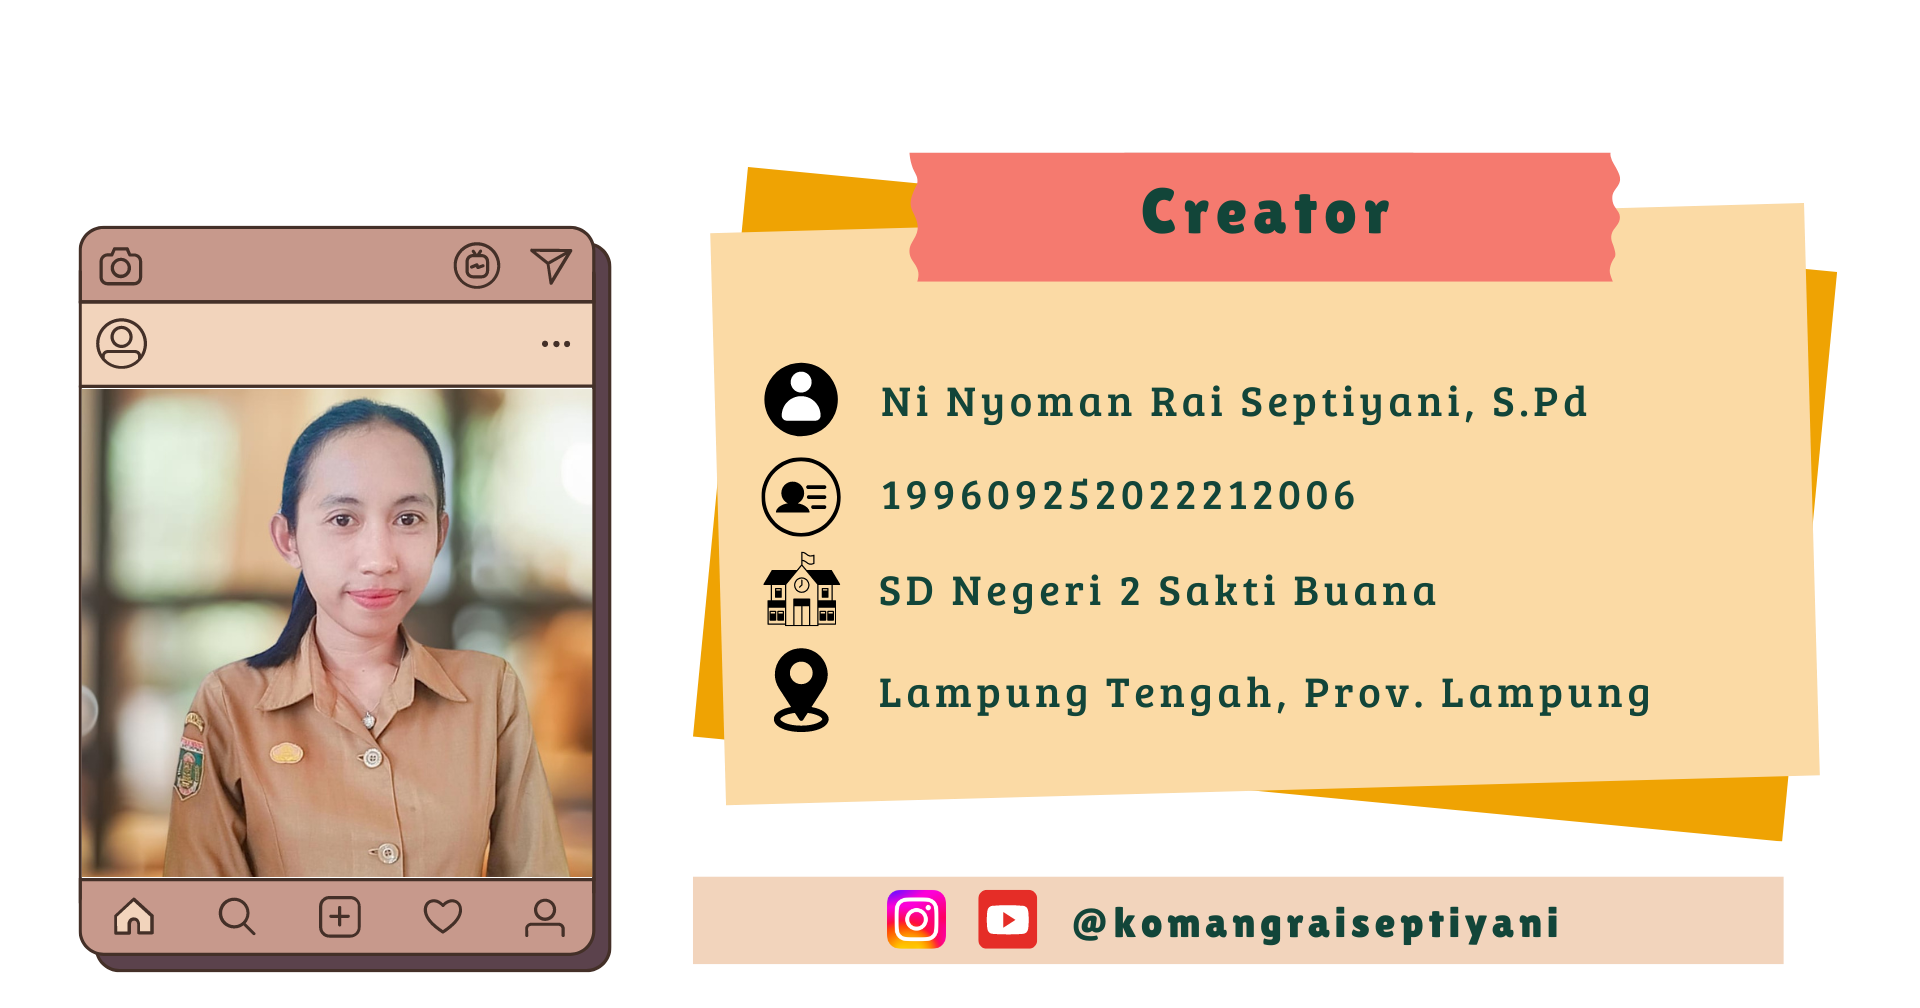 Creator
Ni Nyoman Rai Septiyani, S.Pd
199609252022212006
SD Negeri 2 Sakti Buana
Lampung Tengah, Prov. Lampung
@komangraiseptiyani